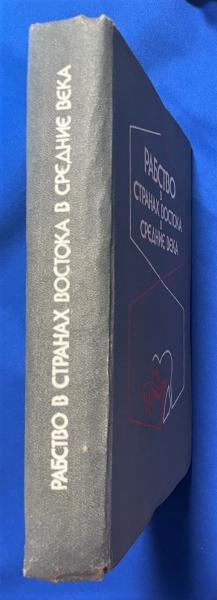 РАБСТВО В СТРАНАХ ВОСТОКА В СРЕДНИЕ ВЕКА
РАБСТВО
В
СТРАНАХ ВОСТОКА
В
СРЕДНИЕ ВЕКА